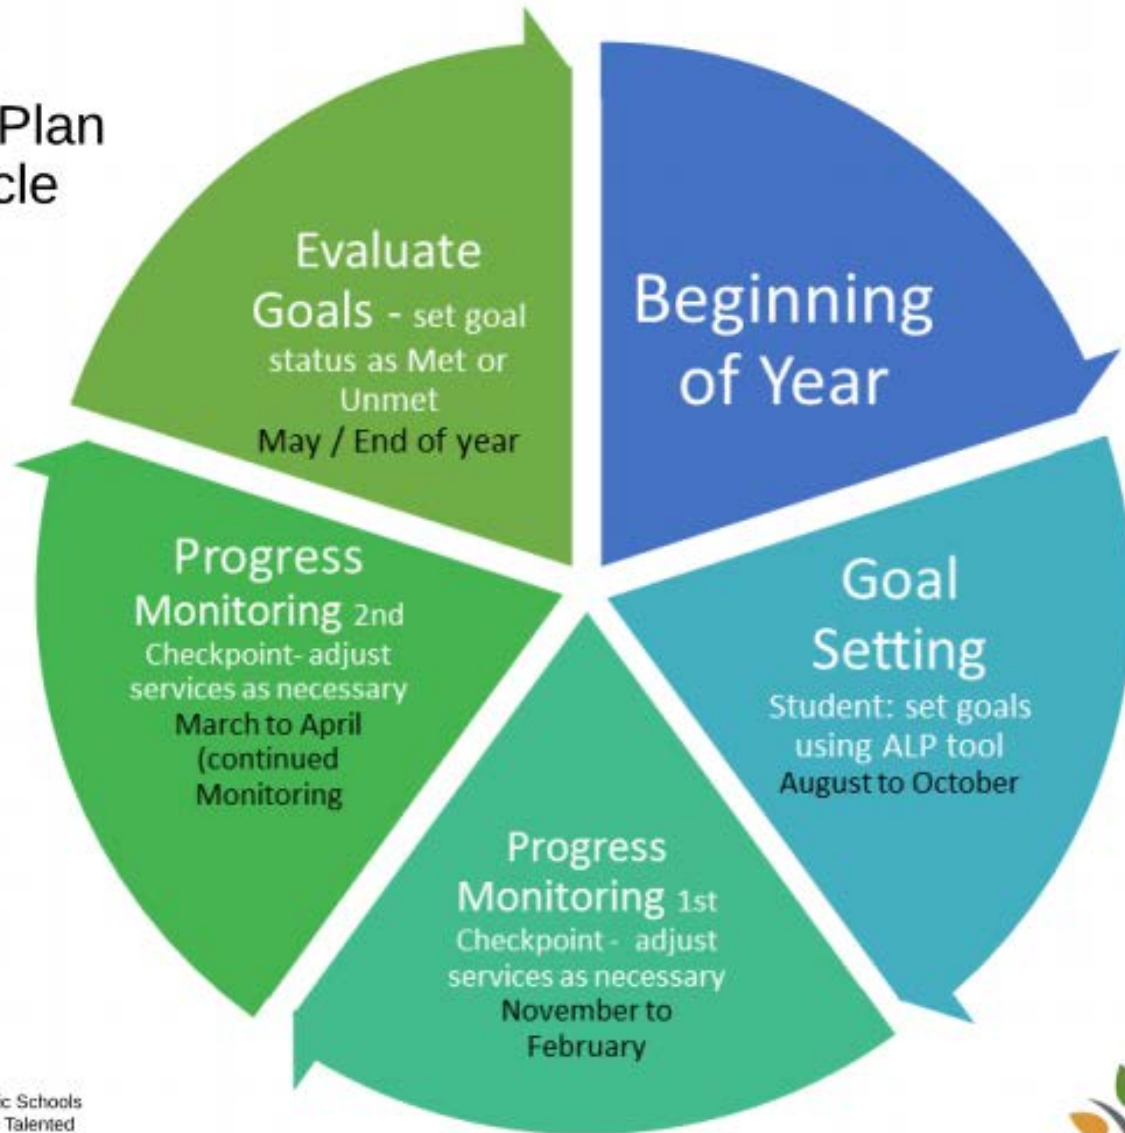 Plan
cle
Beginning
of Year
Goal
Setting
Student: set goals
using ALP tool
August to October
Progress
Monitoring 1st
Checkpoint - adjust
services as necessary
November to
February
Progress
Monitoring 2nd
Checkpoint- adjust
services as necessary
March to April
(continued
Monitoring
Evaluate
Goals - set goal
status as Met or
Unmet
May / End of year
ic Schools
Talented